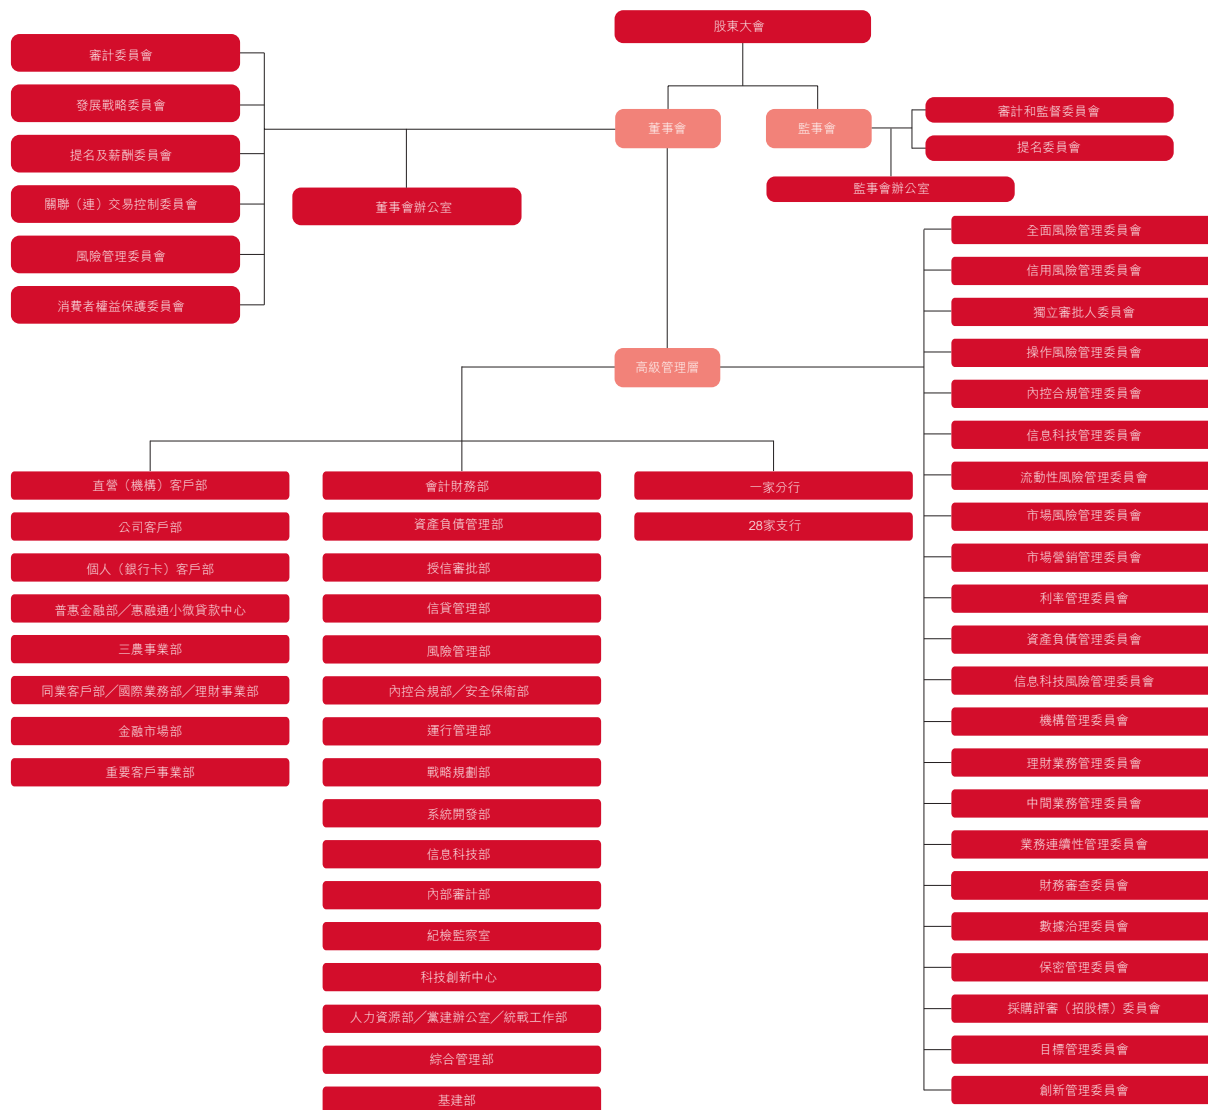 股東大會
董事會
監事會
審計委員會
發展戰略委員會
提名及薪酬委員會
關聯（連）交易控制委員會
風險管理委員會
消費者權益保護委員會
董事會辦公室
審計和監督委員會
提名委員會
監事會辦公室
高級管理層
全面風險管理委員會
信用風險管理委員會
獨立審批人委員會
操作風險管理委員會
內控合規管理委員會
信息科技管理委員會
流動性風險管理委員會
市場風險管理委員會
市場營銷管理委員會
利率管理委員會
資產負債管理委員會
信息科技風險管理委員會
機構管理委員會
理財業務管理委員會
中間業務管理委員會
業務連續性管理委員會
財務審查委員會
數據治理委員會
保密管理委員會
採購評審（招股標）委員會
目標管理委員會
創新管理委員會
直營（機構）客戶部
公司客戶部
個人（銀行卡）客戶部
普惠金融部／惠融通小微貸款中心
三農事業部
同業客戶部／國際業務部／理財事業部
金融市場部
重要客戶事業部
會計財務部
資產負債管理部
授信審批部
信貸管理部
風險管理部
內控合規部／安全保衛部
運行管理部
戰略規劃部
系統開發部
信息科技部
內部審計部
紀檢監察室
科技創新中心
人力資源部／黨建辦公室／統戰工作部
綜合管理部
基建部
一家分行
28家支行